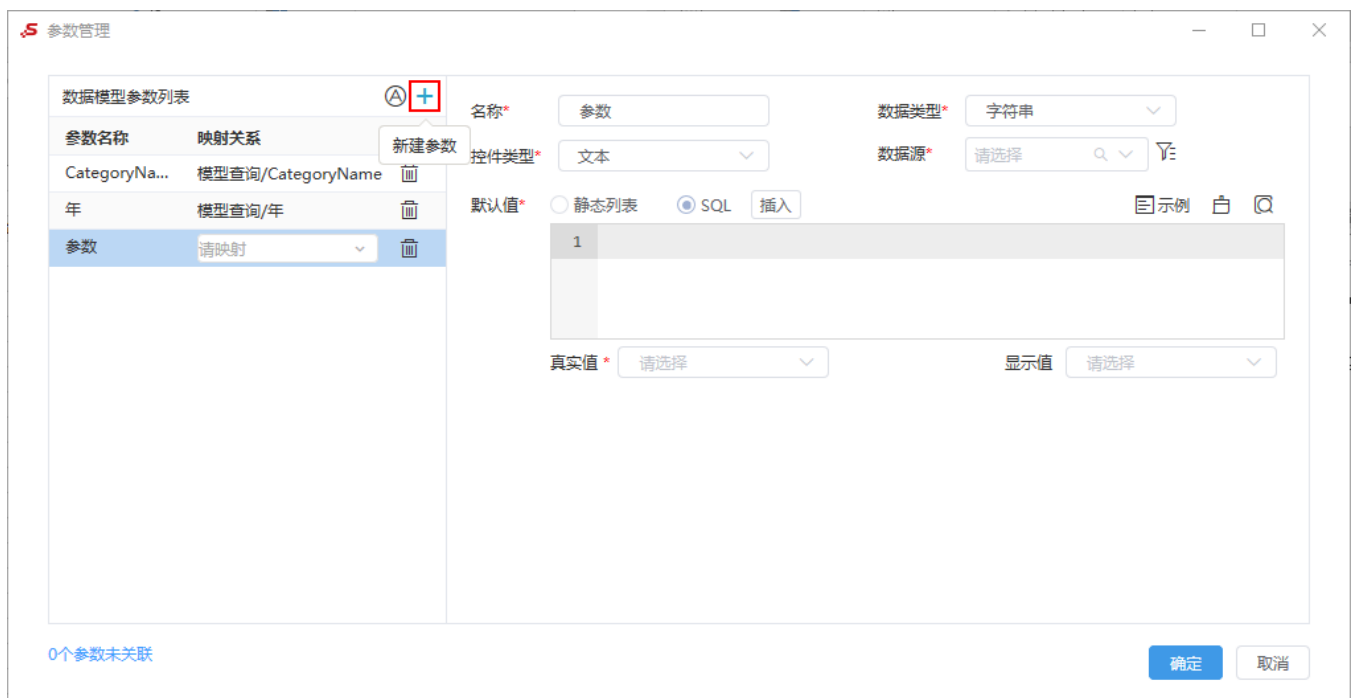 参数管理
数据模型参数列表
新建参数
参数名称 映射关系
CategoryNa... 模型查询/CategoryName
年 模型查询/年
参数 请映射
名称* 参数 数据类型* 字符串
控件类型* 文本 数据源* 请选择
默认值* 静态列表 SQL 插入 示例
1
真实值 * 请选择 显示值 请选择
0个参数未关联 确定 取消